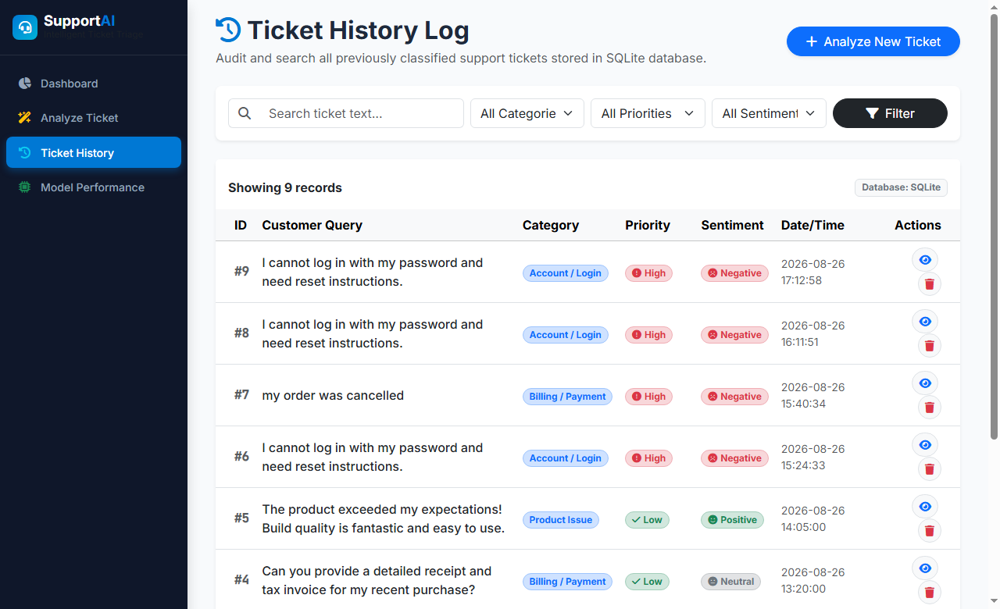 SupportAI
Intelligent Ticket Triage
Dashboard
Analyze Ticket
Ticket History
Model Performance
Ticket History Log
Audit and search all previously classified support tickets stored in SQLite database.
Analyze New Ticket
Search ticket text...
All Categorie
All Priorities
All Sentiment
Filter
Showing 9 records
Database: SQLite
ID Customer Query Category Priority Sentiment Date/Time Actions
#9 I cannot log in with my password and
need reset instructions.
Account / Login High Negative
2026-08-26
17:12:58
#8 I cannot log in with my password and
need reset instructions.
Account / Login High Negative
2026-08-26
16:11:51
#7 my order was cancelled
Billing / Payment High Negative
2026-08-26
15:40:34
#6 I cannot log in with my password and
need reset instructions.
Account / Login High Negative
2026-08-26
15:24:33
#5 The product exceeded my expectations!
Build quality is fantastic and easy to use.
Product Issue Low Positive
2026-08-26
14:05:00
#4 Can you provide a detailed receipt and
tax invoice for my recent purchase?
Billing / Payment Low Neutral
2026-08-26
13:20:00